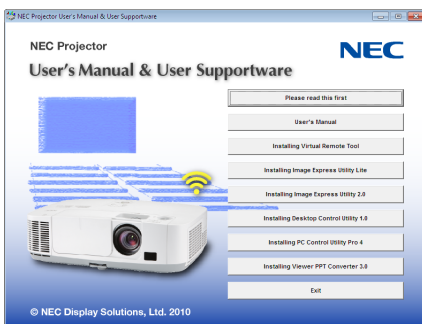 NEC Projector User's Manual & User Supportware
NEC Projector
NEC
User's Manual & User Supportware
Please read this first
User's Manual
Installing Virtual Remote Tool
Installing Image Express Utility Lite
Installing Image Express Utility 2.0
Installing Desktop Control Utility 1.0
Installing PC Control Utility Pro 4
Installing Viewer PPT Converter 3.0
Exit
© NEC Display Solutions, Ltd. 2010